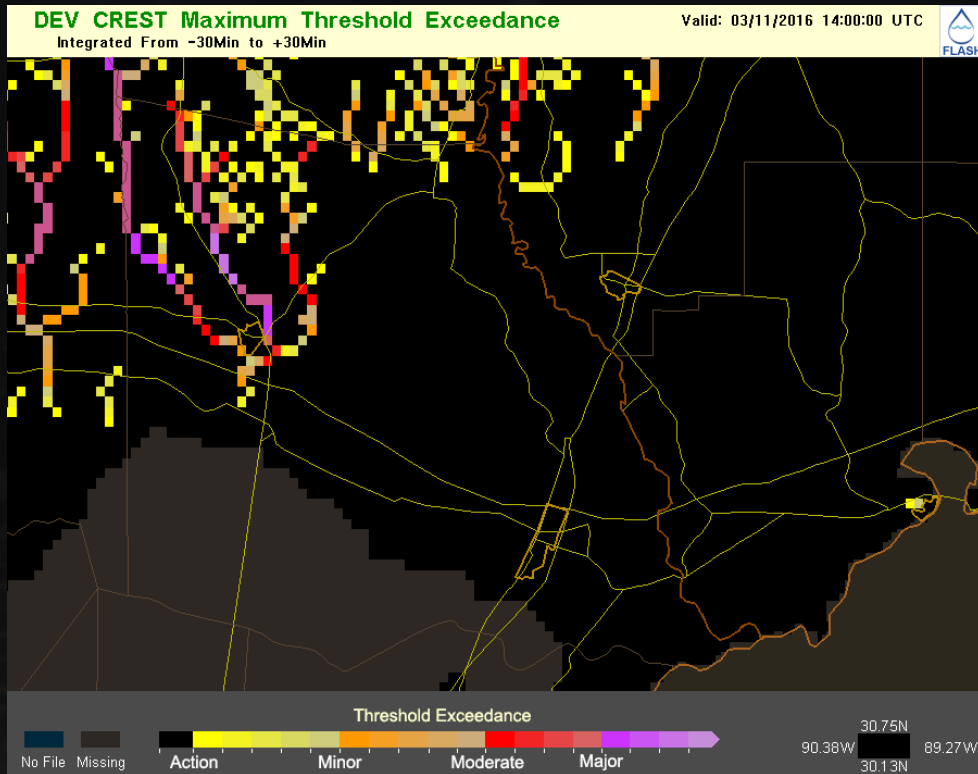 DEV CREST Maximum Threshold Exceedance
Valid: 03/11/2016 14:00:00 UTC
Integrated From -30Min to +30Min
FLASH
Threshold Exceedance
No File
Missing
Action
Minor
Moderate
Major
30.75N
90.38W
89.27W
30.13N